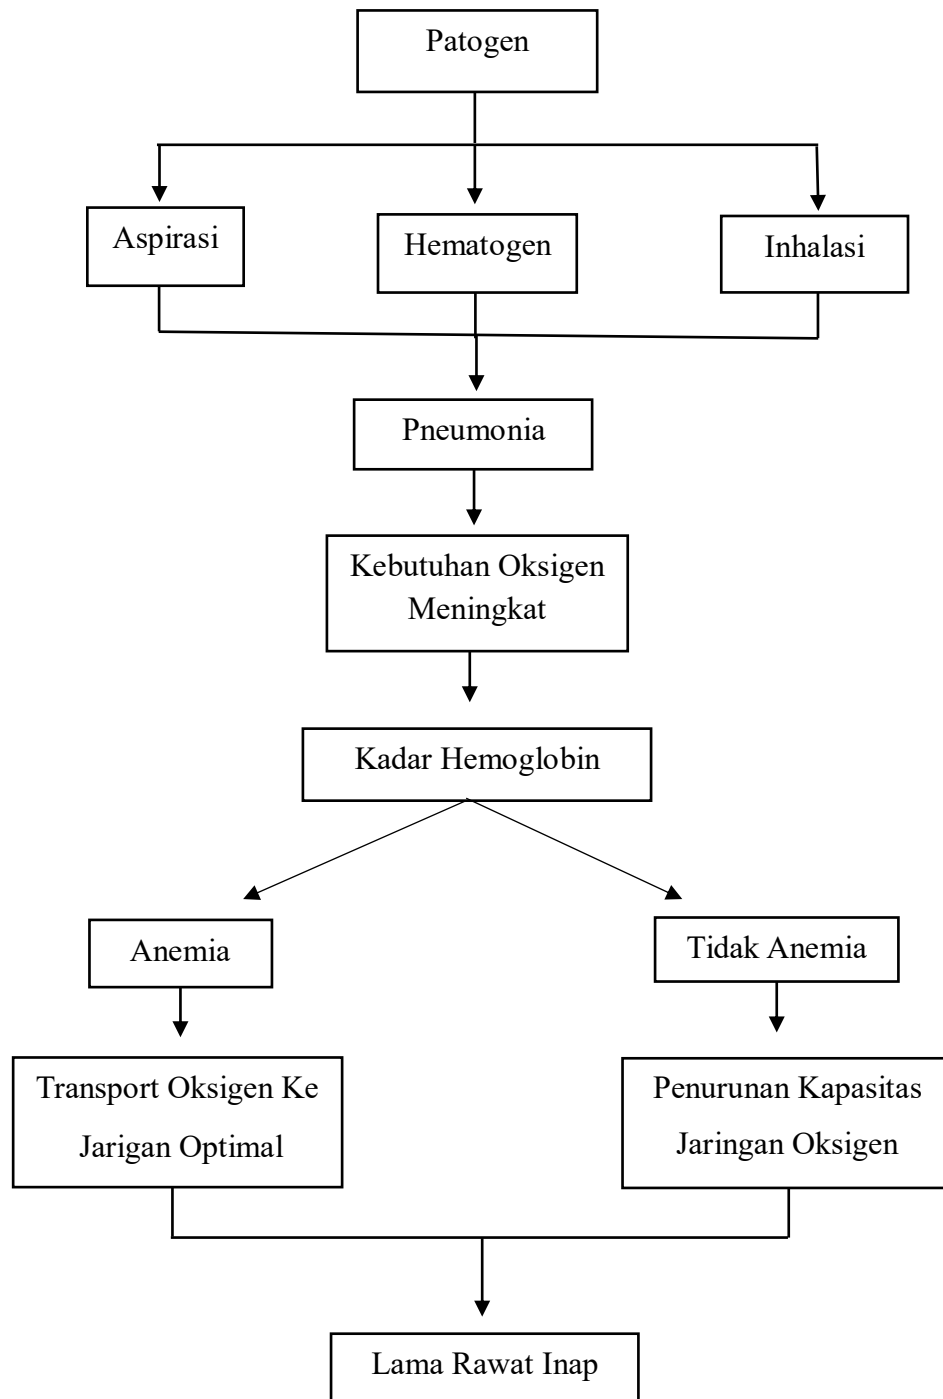 Patogen
Aspirasi
Hematogen
Inhalasi
Pneumonia
Kebutuhan Oksigen
Meningkat
Kadar Hemoglobin
Anemia
Tidak Anemia
Transport Oksigen Ke
Jarigan Optimal
Penurunan Kapasitas
Jaringan Oksigen
Lama Rawat Inap